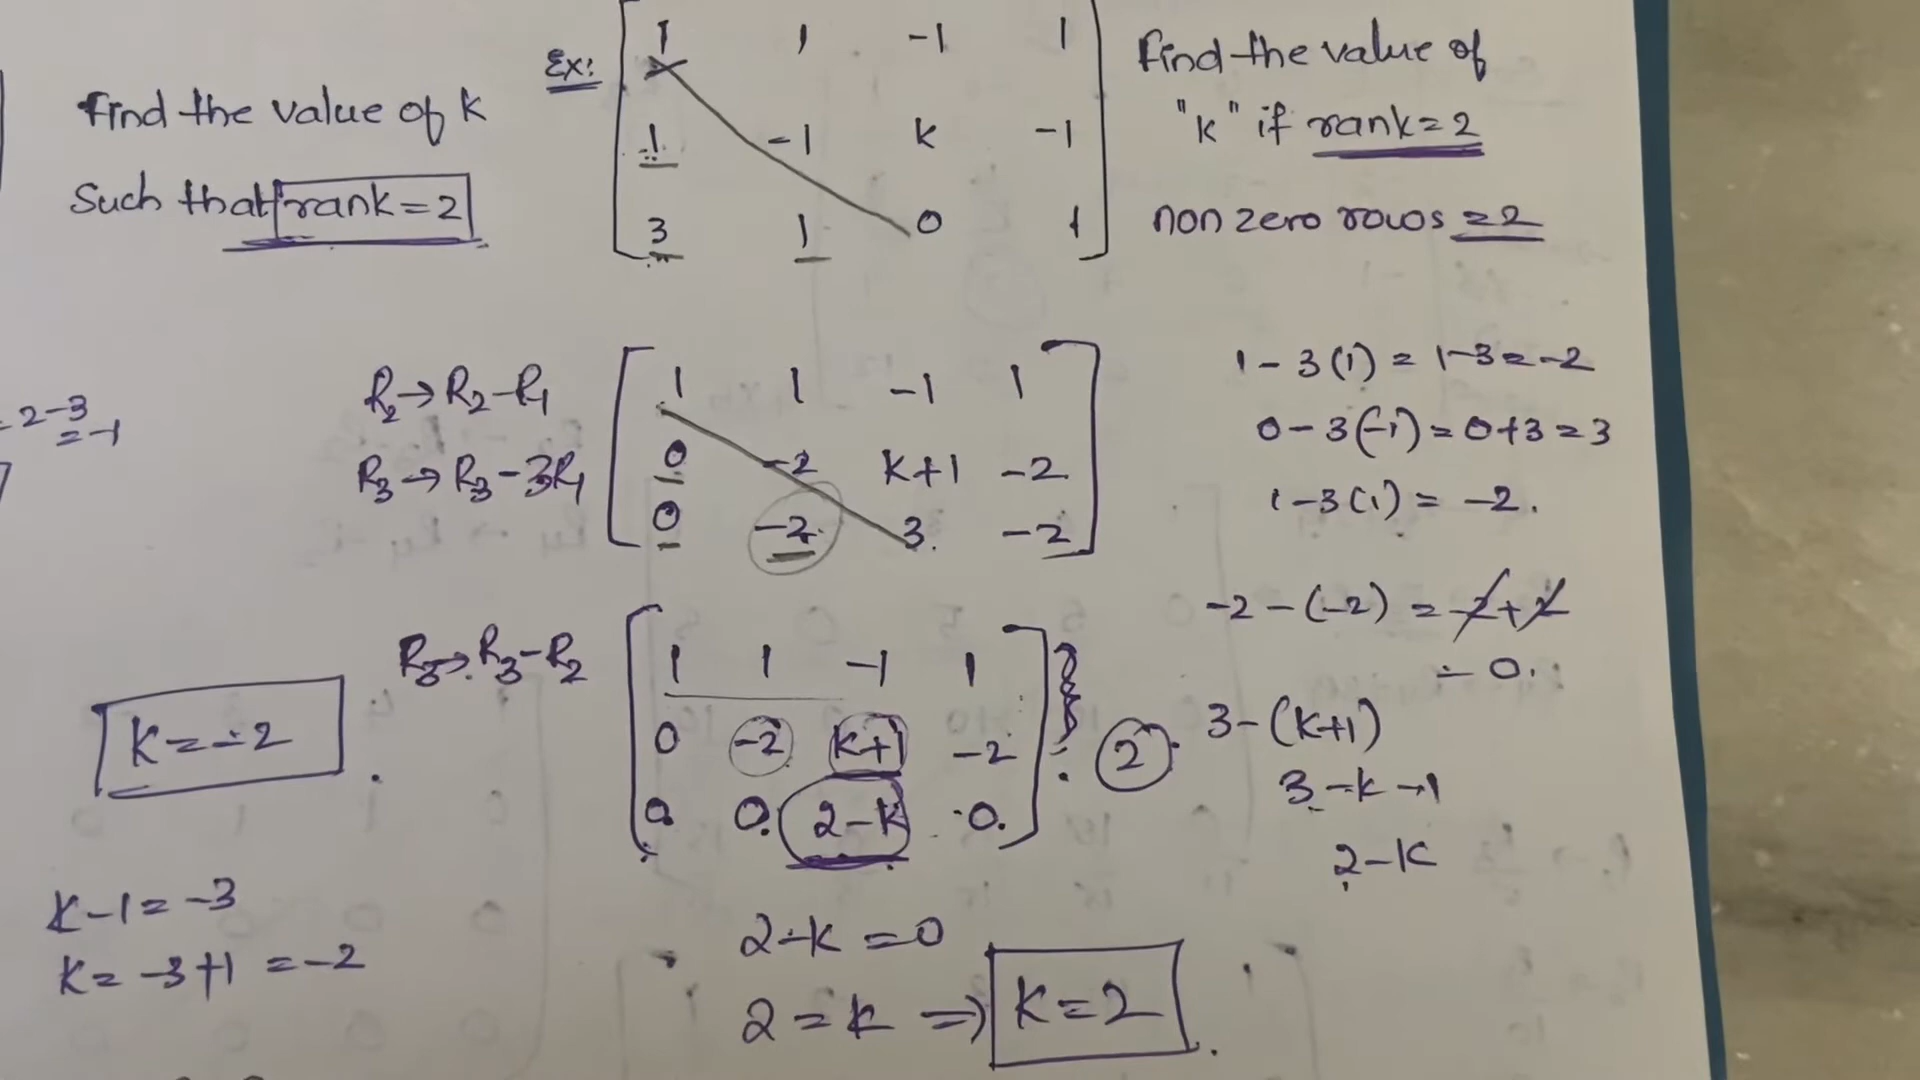 Find the value of k
Such that rank = 2
= 2-3
= -1
K = -2
K-1 = -3
K = -3+1 = -2
Ex:
1 1 -1 1
1 -1 k -1
3 1 0 1
Find the value of
"K" if rank = 2
non zero rows = 2
R2 → R2 - R1
R3 → R3 - 3R1
1 1 -1 1
0 -2 K+1 -2
0 -2 3 -2
1 - 3(1) = 1-3 = -2
0 - 3(-1) = 0+3 = 3
1 - 3(1) = -2.
-2 - (-2) = -2+2
= 0.
R3 → R3 - R2
1 1 -1 1
0 -2 K+1 -2
0 0 2-K 0
2
3-(K+1)
3-K-1
2-K
2-K = 0
2 = K ⇒ K = 2